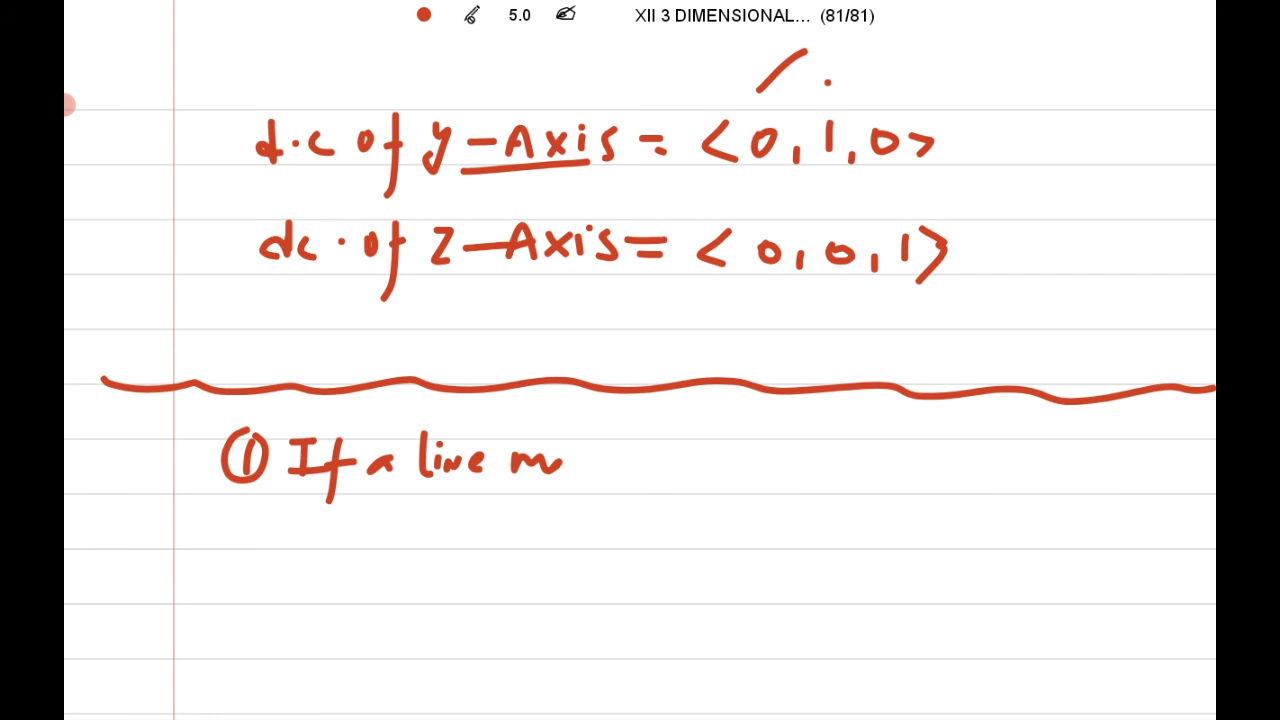 5.0 XII 3 DIMENSIONAL... (81/81)
d.c of y-Axis = <0, 1, 0>
dc. of Z-Axis = <0, 0, 1>
① If a line m